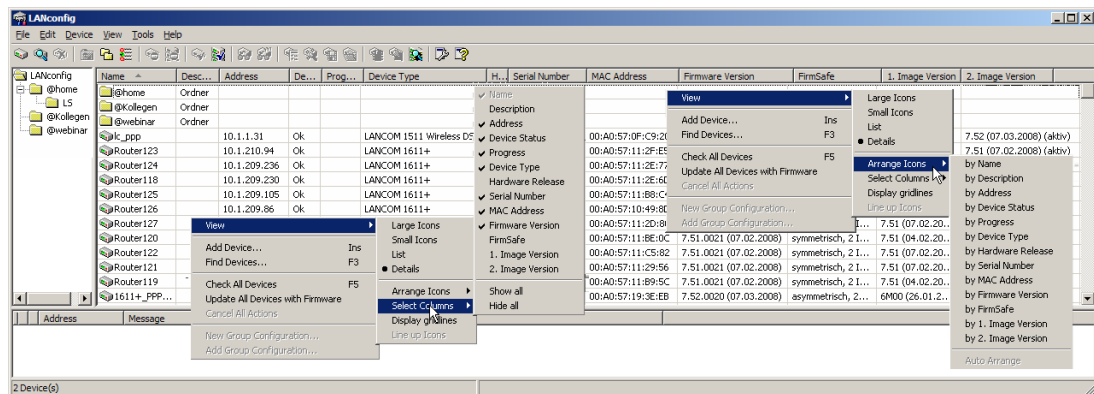 LANconfig
File Edit Device View Tools Help
LANconfig
@home
LS
@Kollegen
@webinar
Name Desc... Address De... Prog... Device Type H... Serial Number MAC Address Firmware Version FirmSafe 1. Image Version 2. Image Version
@home Ordner
@Kollegen Ordner
@webinar Ordner
lc_ppp 10.1.1.31 Ok LANCOM 1511 Wireless DS 00:A0:57:0F:C9:20 7.52 (07.03.2008) (aktiv)
Router123 10.1.210.94 Ok LANCOM 1611+ 00:A0:57:11:2F:E5 7.51 (07.02.2008) (aktiv)
Router124 10.1.209.236 Ok LANCOM 1611+ 00:A0:57:11:2E:77
Router118 10.1.209.230 Ok LANCOM 1611+ 00:A0:57:11:2E:6D
Router125 10.1.209.105 Ok LANCOM 1611+ 00:A0:57:11:B8:C4
Router126 10.1.209.86 Ok LANCOM 1611+ 00:A0:57:10:49:8D
Router127 00:A0:57:11:2D:8 7.51 (07.02.20...
Router120 00:A0:57:11:BE:0C 7.51.0021 (07.02.2008) symmetrisch, 2 I... 7.51 (04.02.20...
Router122 00:A0:57:11:C5:82 7.51.0021 (07.02.2008) symmetrisch, 2 I... 7.51 (04.02.20...
Router121 00:A0:57:11:29:56 7.51.0021 (07.02.2008) symmetrisch, 2 I... 7.51 (07.02.20...
Router119 00:A0:57:11:B9:5C 7.51.0021 (07.02.2008) symmetrisch, 2 I... 7.51 (04.02.20...
1611+_PPP... 00:A0:57:19:3E:EB 7.52.0020 (07.03.2008) asymmetrisch, 2... 6M00 (26.01.2...
View
Add Device... Ins
Find Devices... F3
Check All Devices F5
Update All Devices with Firmware
Cancel All Actions
New Group Configuration...
Add Group Configuration...
Large Icons
Small Icons
List
Details
Arrange Icons
Select Columns
Display gridlines
Line up Icons
Name
Description
Address
Device Status
Progress
Device Type
Hardware Release
Serial Number
MAC Address
Firmware Version
FirmSafe
1. Image Version
2. Image Version
Show all
Hide all
View
Add Device... Ins
Find Devices... F3
Check All Devices F5
Update All Devices with Firmware
Cancel All Actions
New Group Configuration...
Add Group Configuration...
Large Icons
Small Icons
List
Details
Arrange Icons
Select Columns
Display gridlines
Line up Icons
by Name
by Description
by Address
by Device Status
by Progress
by Device Type
by Hardware Release
by Serial Number
by MAC Address
by Firmware Version
by FirmSafe
by 1. Image Version
by 2. Image Version
Auto Arrange
Address Message
2 Device(s)